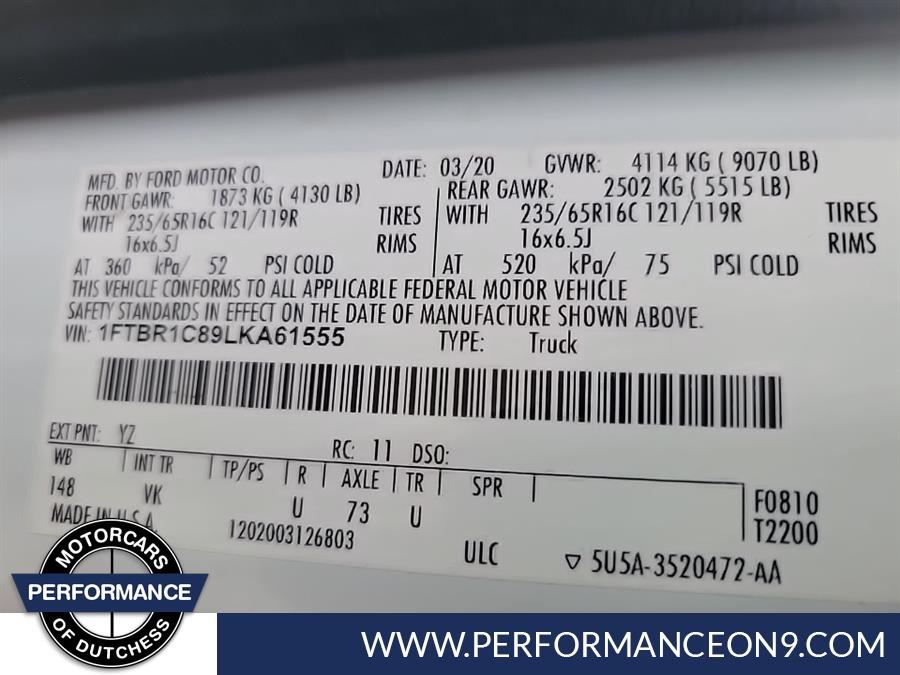 MFD. BY FORD MOTOR CO.
DATE: 03/20 GVWR: 4114 KG ( 9070 LB)
FRONT GAWR: 1873 KG ( 4130 LB)
REAR GAWR: 2502 KG ( 5515 LB)
WITH 235/65R16C 121/119R TIRES
WITH 235/65R16C 121/119R TIRES
16x6.5J RIMS
16x6.5J RIMS
AT 360 kPa/ 52 PSI COLD
AT 520 kPa/ 75 PSI COLD
THIS VEHICLE CONFORMS TO ALL APPLICABLE FEDERAL MOTOR VEHICLE
SAFETY STANDARDS IN EFFECT ON THE DATE OF MANUFACTURE SHOWN ABOVE.
VIN: 1FTBR1C89LKA61555 TYPE: Truck
EXT PNT: YZ RC: 11 DSO:
WB INT TR TP/PS R AXLE TR SPR
148 VK U 73 U
F0810
T2200
MADE IN U.S.A.
1202003126803
ULC
5U5A-3520472-AA
MOTORCARS
PERFORMANCE
OF DUTCHESS
WWW.PERFORMANCEON9.COM